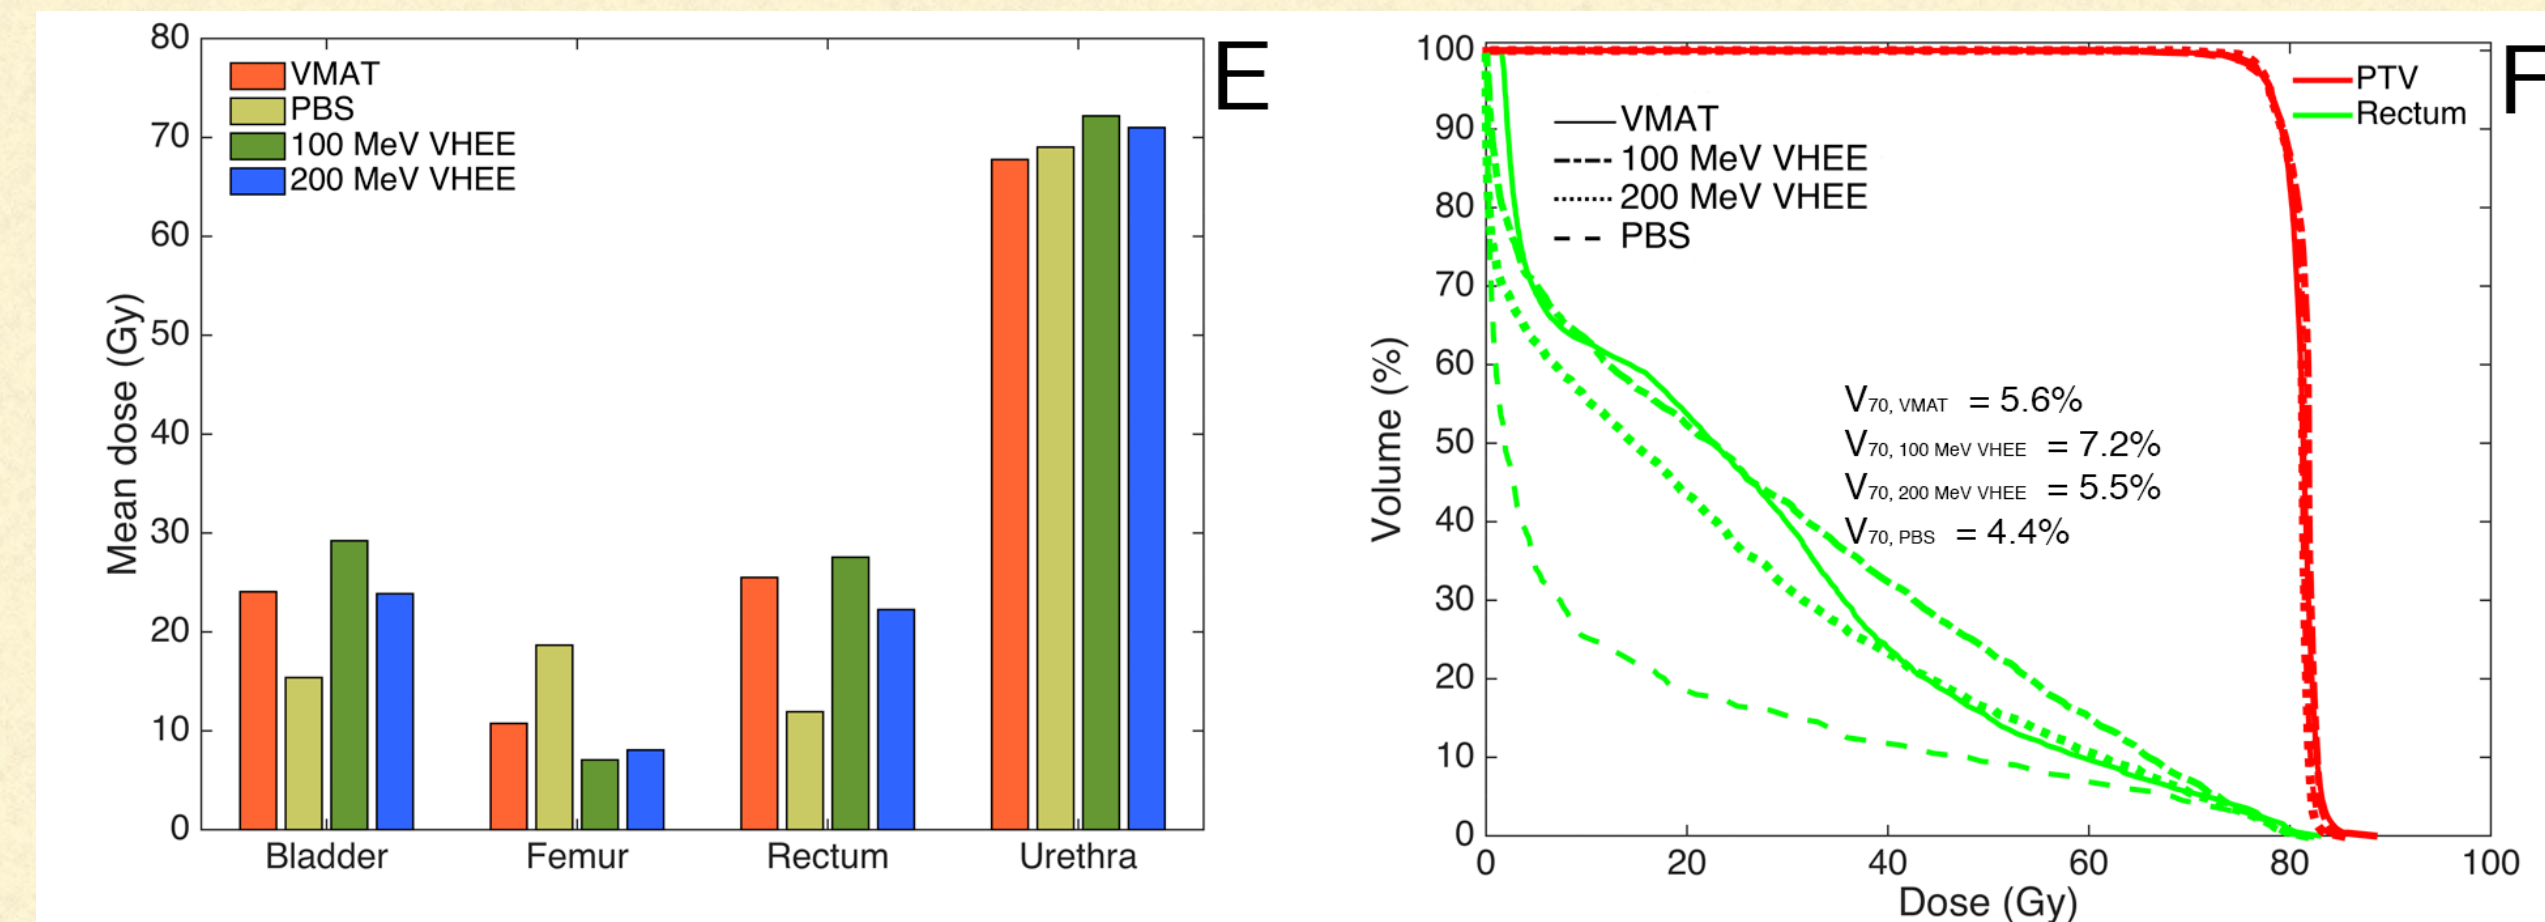 80
70
60
50
40
30
20
10
0
Mean dose (Gy)
VMAT
PBS
100 MeV VHEE
200 MeV VHEE
Bladder Femur Rectum Urethra
E
100
90
80
70
60
50
40
30
20
10
0
Volume (%)
VMAT
100 MeV VHEE
200 MeV VHEE
PBS
PTV
Rectum
V70, VMAT = 5.6%
V70, 100 MeV VHEE = 7.2%
V70, 200 MeV VHEE = 5.5%
V70, PBS = 4.4%
0 20 40 60 80 100
Dose (Gy)
F